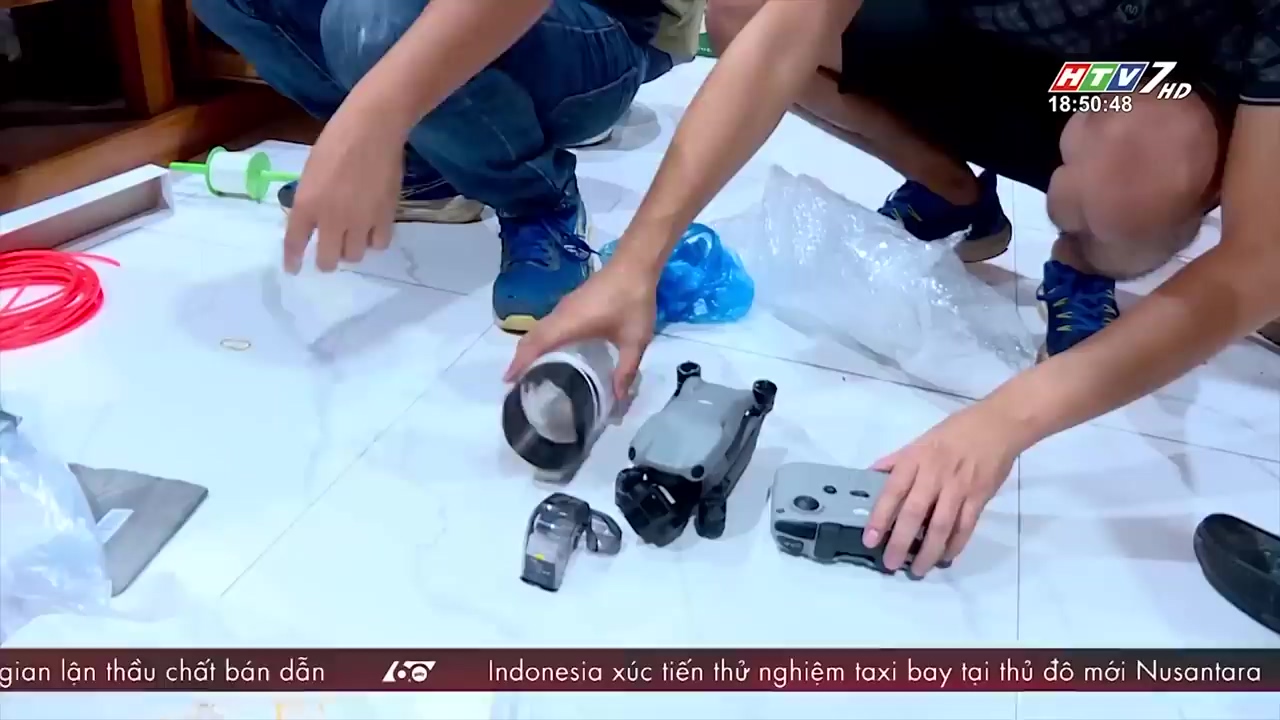 HTV7 HD
18:50:48
gian lận thầu chất bán dẫn 60 Indonesia xúc tiến thử nghiệm taxi bay tại thủ đô mới Nusantara